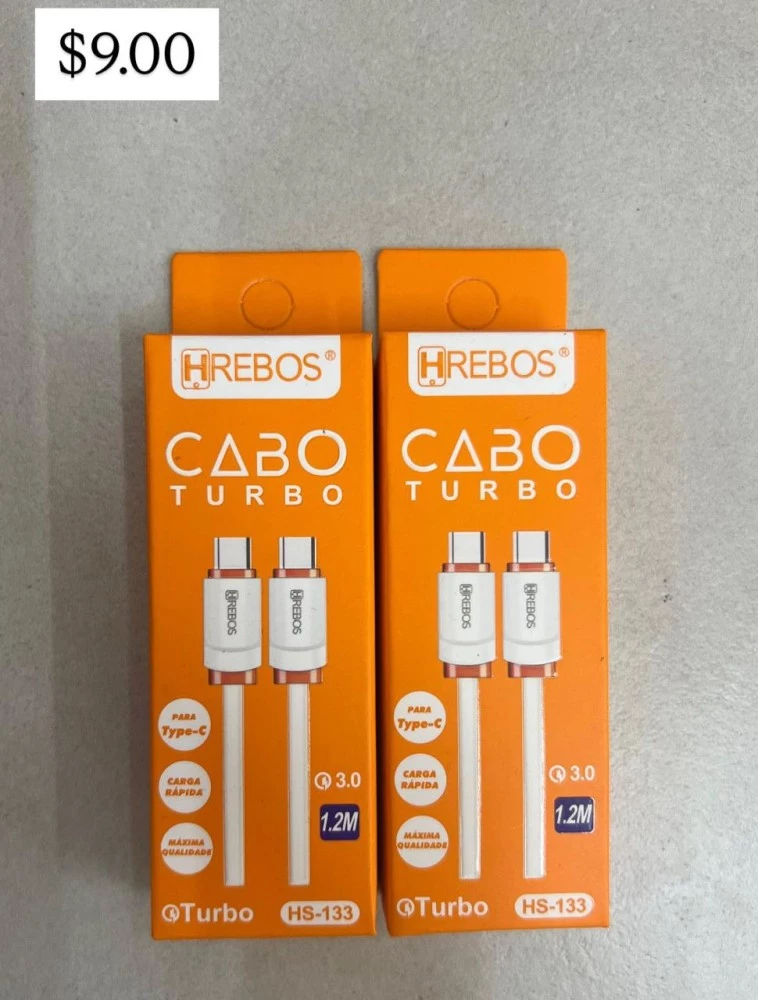 $9.00
HREBOS®
CABO
TURBO
HREBOS
HREBOS
PARA
Type-C
CARGA
RÁPIDA
3.0
1.2M
MÁXIMA
QUALIDADE
Turbo
HS-133
HREBOS®
CABO
TURBO
HREBOS
HREBOS
PARA
Type-C
CARGA
RÁPIDA
3.0
1.2M
MÁXIMA
QUALIDADE
Turbo
HS-133